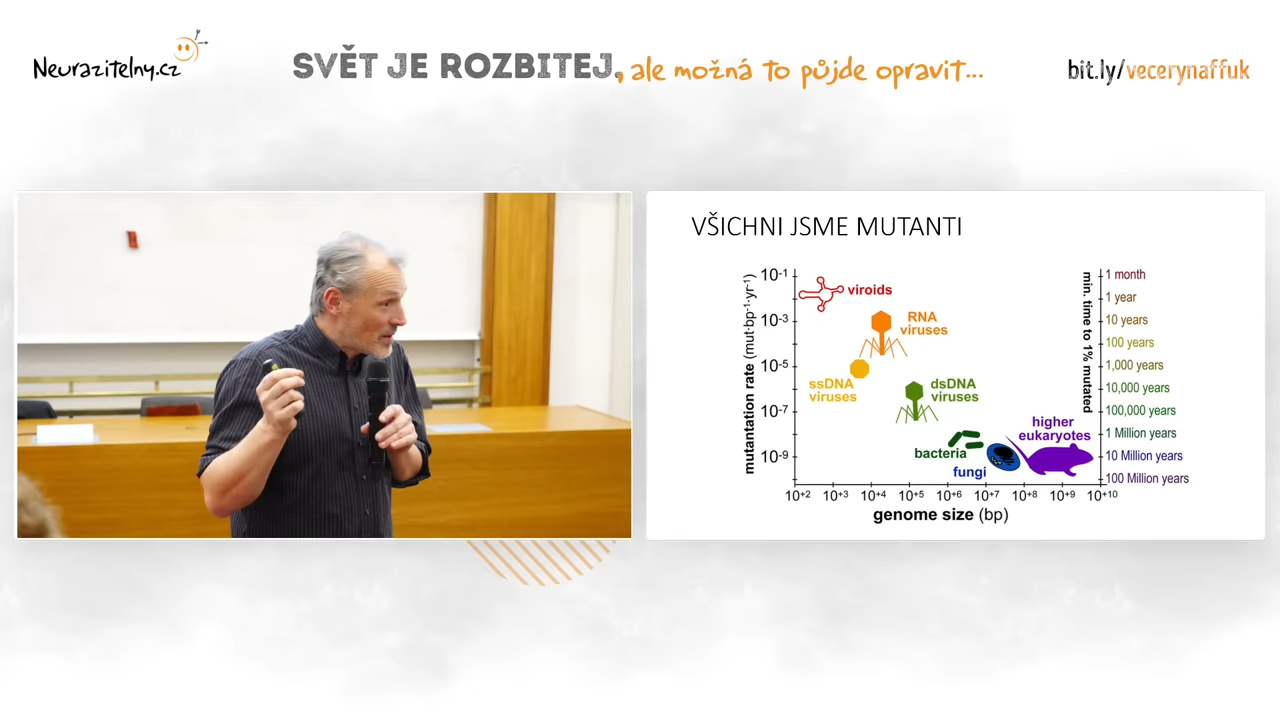 Neurazitelny.cz
SVĚT JE ROZBITEJ, ale možná to půjde opravit...
bit.ly/vecerynaffuk
VŠICHNI JSME MUTANTI
mutantation rate (mut·bp-1·yr-1)
10-1
10-3
10-5
10-7
10-9
viroids
RNA
viruses
ssDNA
viruses
dsDNA
viruses
bacteria
fungi
higher
eukaryotes
min. time to 1% mutated
1 month
1 year
10 years
100 years
1,000 years
10,000 years
100,000 years
1 Million years
10 Million years
100 Million years
10+2 10+3 10+4 10+5 10+6 10+7 10+8 10+9 10+10
genome size (bp)